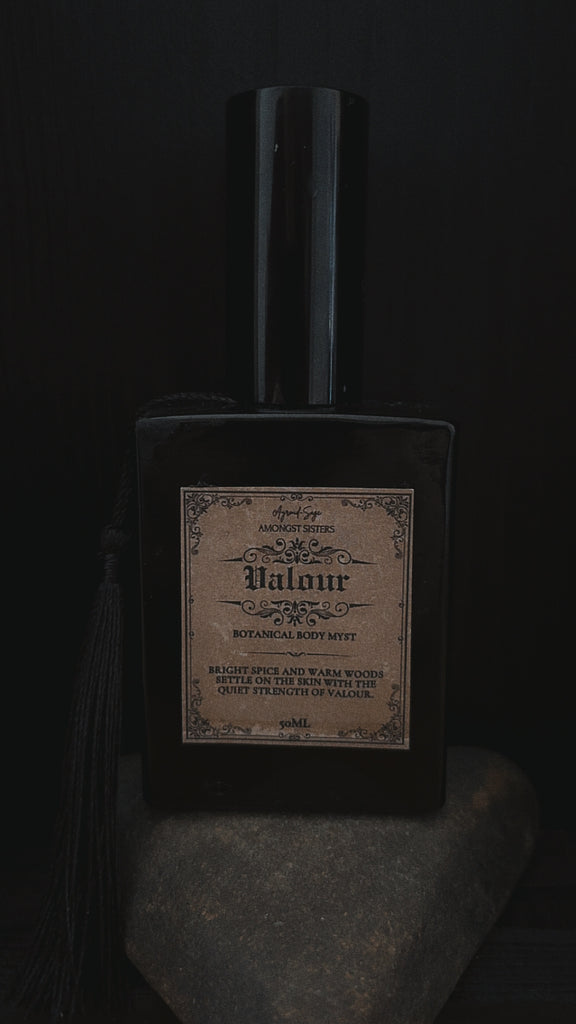 AMONGST SISTERS
Valour
BOTANICAL BODY MYST
BRIGHT SPICE AND WARM WOODS
SETTLE ON THE SKIN WITH THE
QUIET STRENGTH OF VALOUR.
50ML